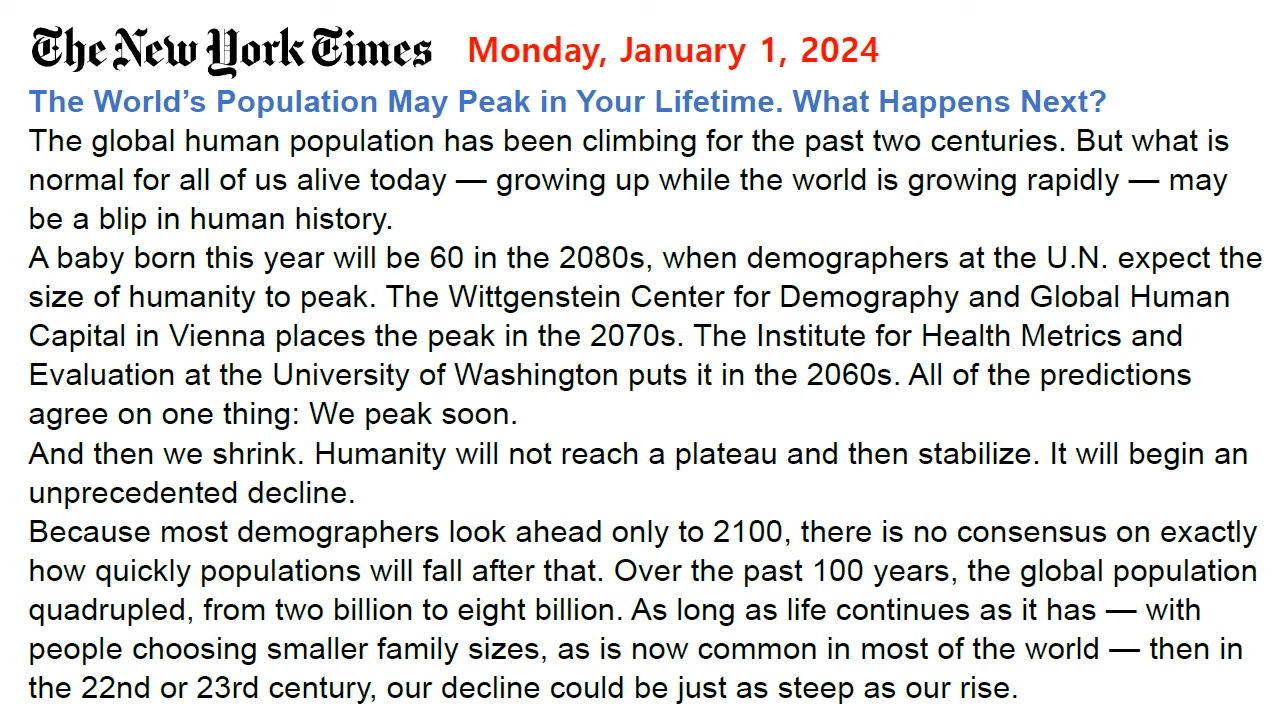 The New York Times Monday, January 1, 2024
The World’s Population May Peak in Your Lifetime. What Happens Next?
The global human population has been climbing for the past two centuries. But what is
normal for all of us alive today — growing up while the world is growing rapidly — may
be a blip in human history.
A baby born this year will be 60 in the 2080s, when demographers at the U.N. expect the
size of humanity to peak. The Wittgenstein Center for Demography and Global Human
Capital in Vienna places the peak in the 2070s. The Institute for Health Metrics and
Evaluation at the University of Washington puts it in the 2060s. All of the predictions
agree on one thing: We peak soon.
And then we shrink. Humanity will not reach a plateau and then stabilize. It will begin an
unprecedented decline.
Because most demographers look ahead only to 2100, there is no consensus on exactly
how quickly populations will fall after that. Over the past 100 years, the global population
quadrupled, from two billion to eight billion. As long as life continues as it has — with
people choosing smaller family sizes, as is now common in most of the world — then in
the 22nd or 23rd century, our decline could be just as steep as our rise.